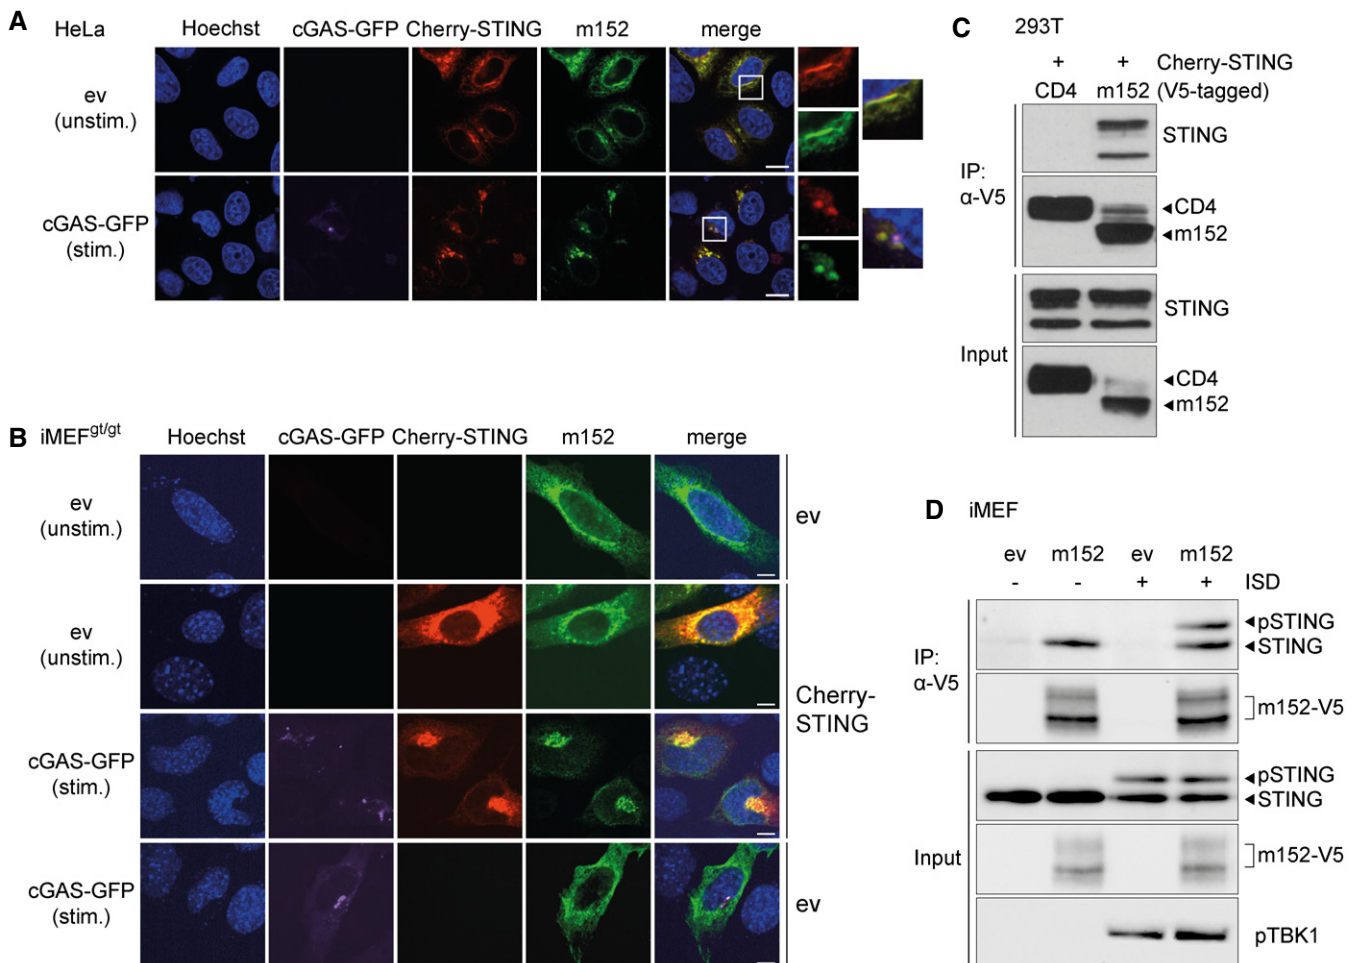 A
HeLa
Hoechst cGAS-GFP Cherry-STING m152 merge
ev
(unstim.)
cGAS-GFP
(stim.)
B
iMEFgt/gt
Hoechst cGAS-GFP Cherry-STING m152 merge
ev
(unstim.)
ev
ev
(unstim.)
Cherry-
STING
cGAS-GFP
(stim.)
cGAS-GFP
(stim.)
ev
C
293T
+ + Cherry-STING
CD4 m152 (V5-tagged)
IP:
α-V5
STING
◄CD4
◄m152
Input
STING
◄CD4
◄m152
D
iMEF
ev m152 ev m152
- - + + ISD
IP:
α-V5
◄pSTING
◄STING
m152-V5
Input
◄pSTING
◄STING
m152-V5
pTBK1